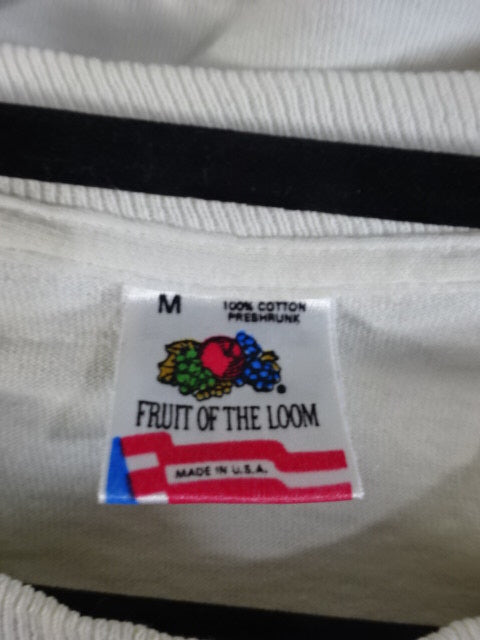 M
100% COTTON
PRESHRUNK
FRUIT OF THE LOOM
MADE IN U.S.A.